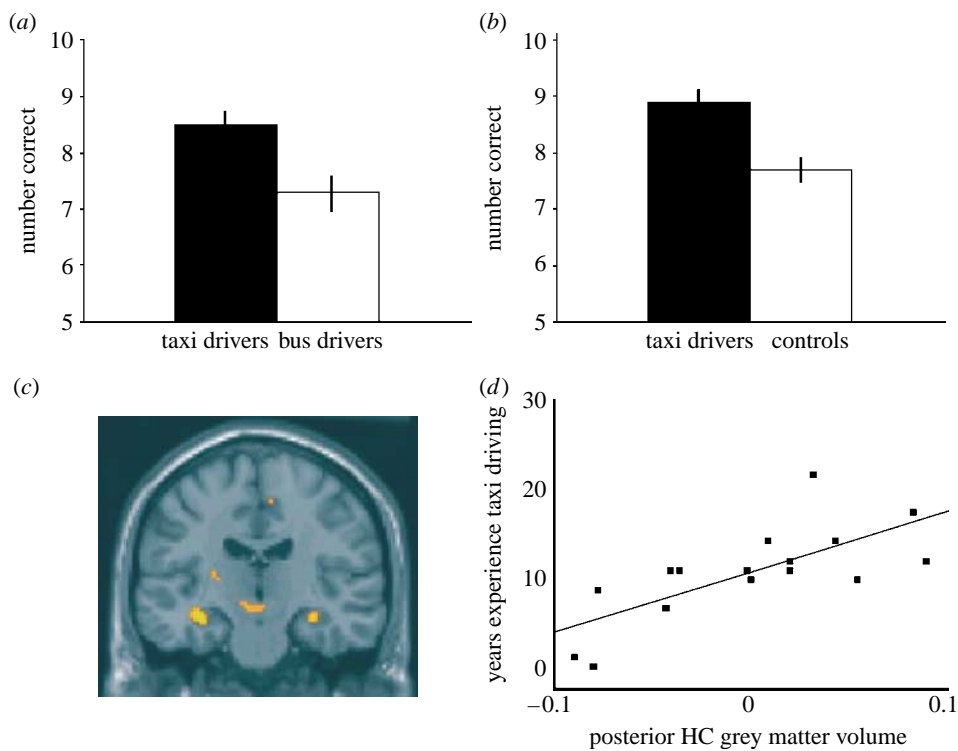 (a)
10
9
8
7
6
5
number correct
taxi drivers bus drivers
(b)
10
9
8
7
6
5
number correct
taxi drivers controls
(c)
(d)
30
20
10
0
years experience taxi driving
−0.1 0 0.1
posterior HC grey matter volume